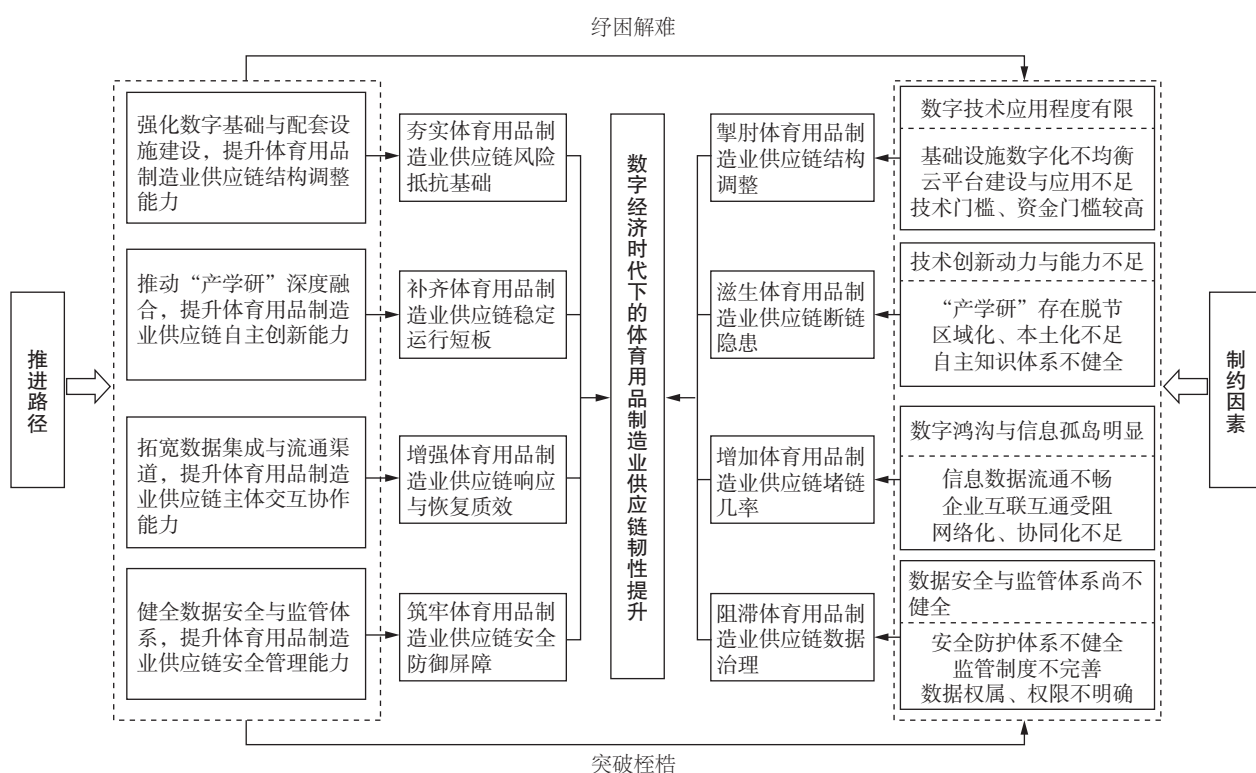 纾困解难
推进路径
强化数字基础与配套设
施建设，提升体育用品
制造业供应链结构调整
能力
推动“产学研”深度融
合，提升体育用品制造
业供应链自主创新能力
拓宽数据集成与流通渠
道，提升体育用品制造
业供应链主体交互协作
能力
健全数据安全与监管体
系，提升体育用品制造
业供应链安全管理能力
夯实体育用品制
造业供应链风险
抵抗基础
补齐体育用品制
造业供应链稳定
运行短板
增强体育用品制
造业供应链响应
与恢复质效
筑牢体育用品制
造业供应链安全
防御屏障
数字经济时代下的体育用品制造业供应链韧性提升
掣肘体育用品制
造业供应链结构
调整
滋生体育用品制
造业供应链断链
隐患
增加体育用品制
造业供应链堵链
几率
阻滞体育用品制
造业供应链数据
治理
数字技术应用程度有限
基础设施数字化不均衡
云平台建设与应用不足
技术门槛、资金门槛较高
技术创新动力与能力不足
“产学研”存在脱节
区域化、本土化不足
自主知识体系不健全
数字鸿沟与信息孤岛明显
信息数据流通不畅
企业互联互通受阻
网络化、协同化不足
数据安全与监管体系尚不
健全
安全防护体系不健全
监管制度不完善
数据权属、权限不明确
制约因素
突破桎梏